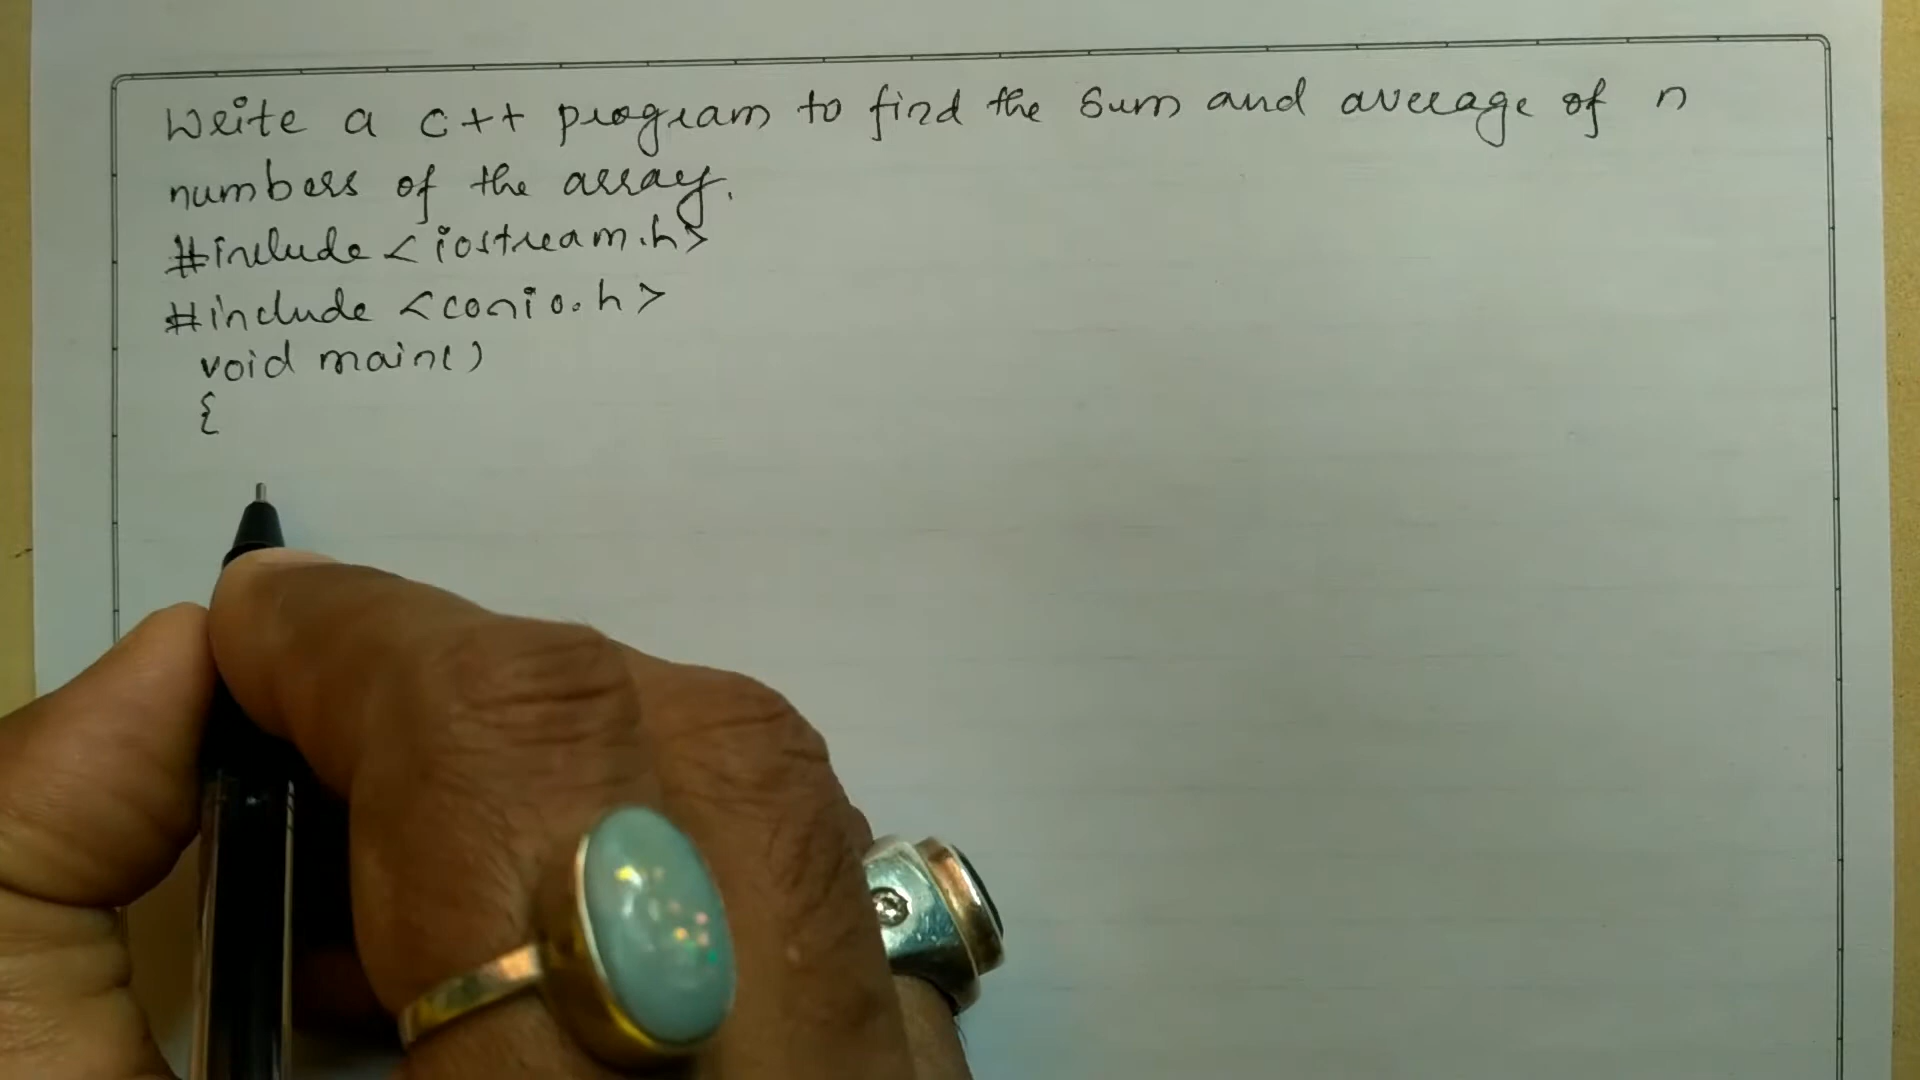 Write a c++ program to find the sum and average of n
numbers of the array.
#include <iostream.h>
#include <conio.h>
void main()
{